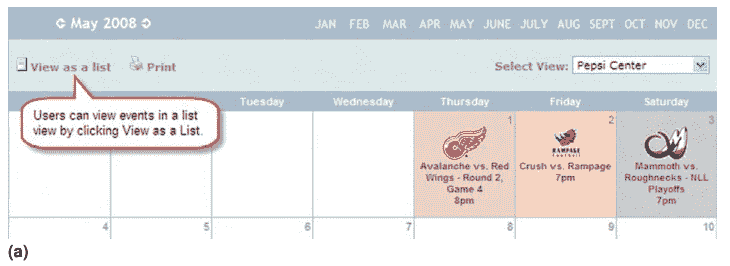 May 2008
JAN FEB MAR APR MAY JUNE JULY AUG SEPT OCT NOV DEC
View as a list Print Select View: Pepsi Center
Users can view events in a list
view by clicking View as a List.
Tuesday Wednesday Thursday Friday Saturday
1 2 3
RAMPAGE
Avalanche vs. Red
Wings - Round 2,
Game 4
8pm
Crush vs. Rampage
7pm
Mammoth vs.
Roughnecks - NLL
Playoffs
7pm
4 5 6 7 8 9 10
(a)